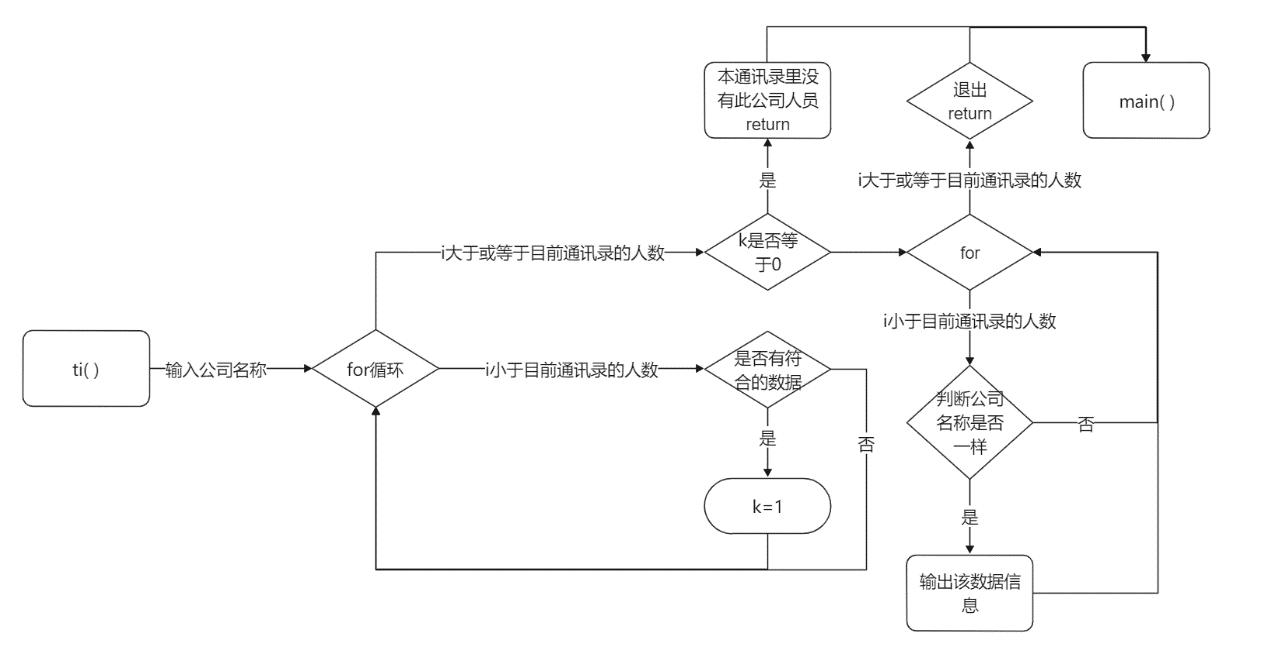 本通讯录里没
有此公司人员
return
退出
return
main( )
是
i大于或等于目前通讯录的人数
i大于或等于目前通讯录的人数
k是否等
于0
for
i小于目前通讯录的人数
ti( )
输入公司名称
for循环
i小于目前通讯录的人数
是否有符
合的数据
判断公司
名称是否
一样
否
是
否
k=1
是
输出该数据信
息